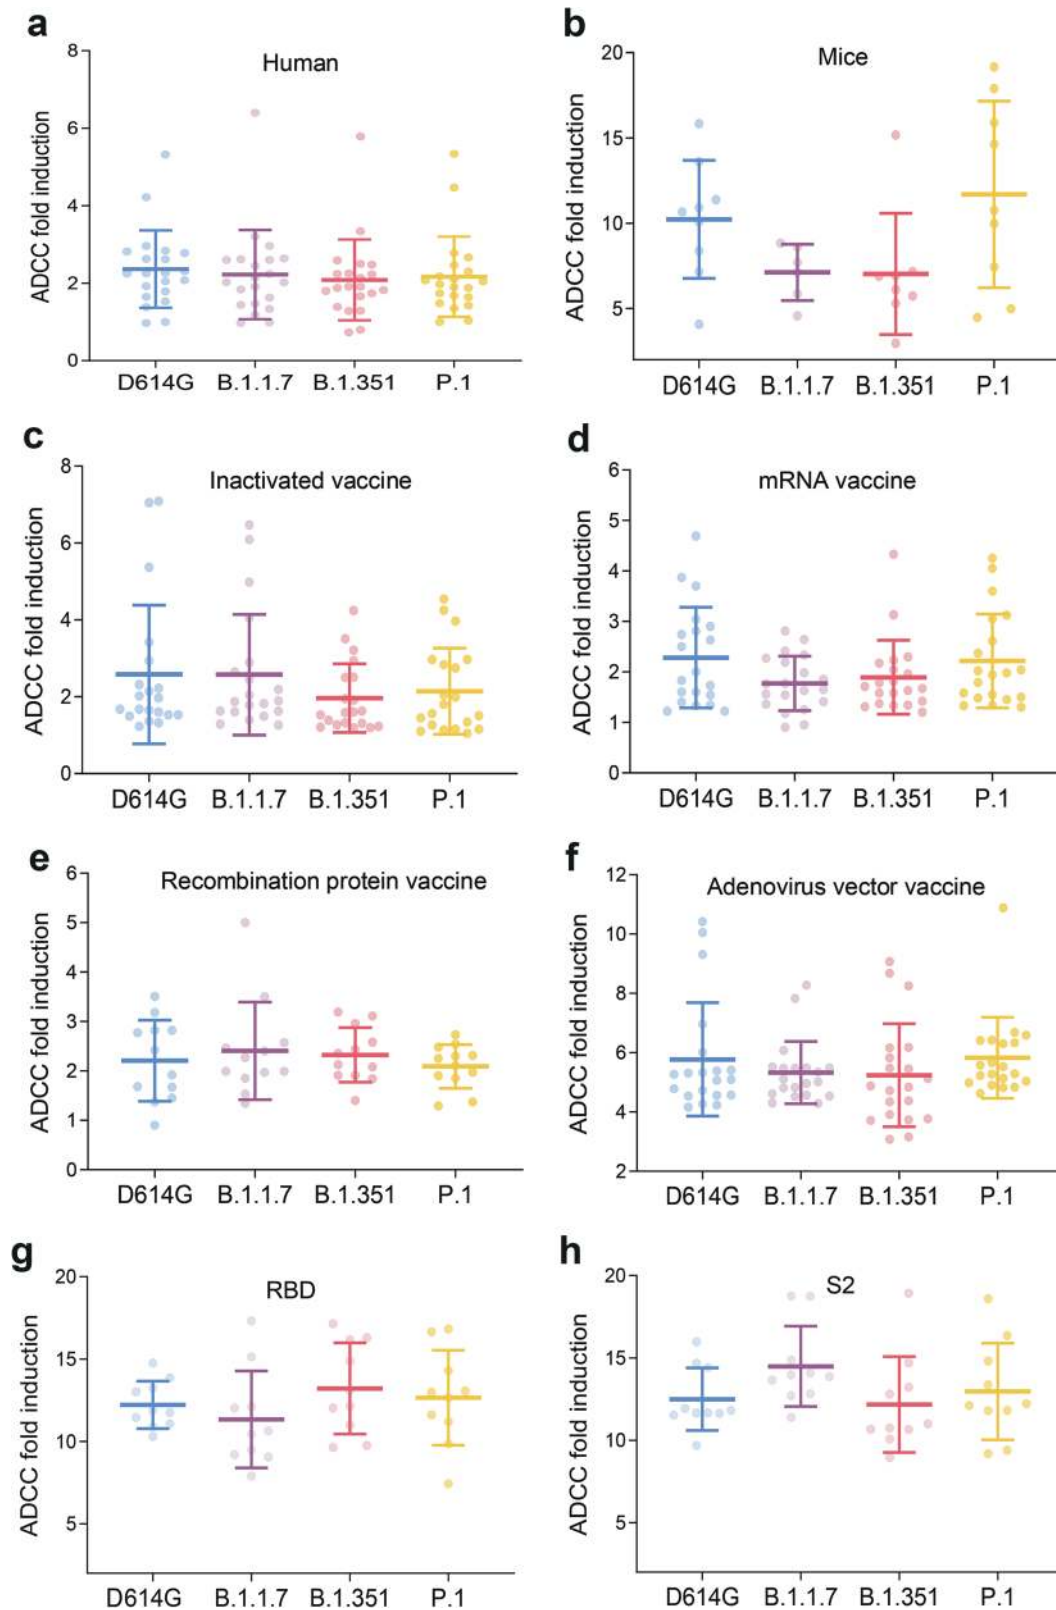 a
Human
ADCC fold induction
8
6
4
2
0
D614G B.1.1.7 B.1.351 P.1
b
Mice
ADCC fold induction
20
15
10
5
D614G B.1.1.7 B.1.351 P.1
c
Inactivated vaccine
ADCC fold induction
8
6
4
2
0
D614G B.1.1.7 B.1.351 P.1
d
mRNA vaccine
ADCC fold induction
6
5
4
3
2
1
0
D614G B.1.1.7 B.1.351 P.1
e
Recombination protein vaccine
ADCC fold induction
6
5
4
3
2
1
0
D614G B.1.1.7 B.1.351 P.1
f
Adenovirus vector vaccine
ADCC fold induction
12
10
8
6
4
2
D614G B.1.1.7 B.1.351 P.1
g
RBD
ADCC fold induction
20
15
10
5
D614G B.1.1.7 B.1.351 P.1
h
S2
ADCC fold induction
20
15
10
5
D614G B.1.1.7 B.1.351 P.1